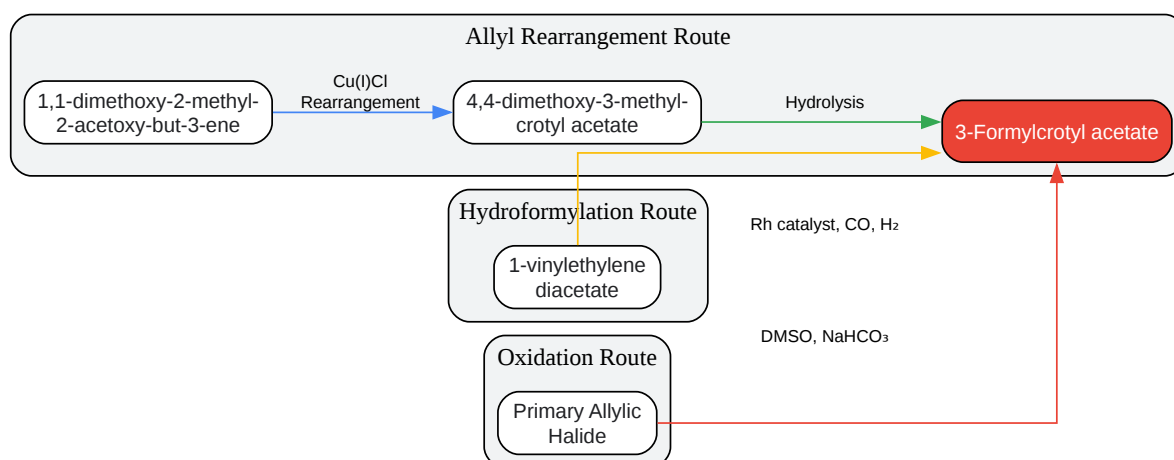 Allyl Rearrangement Route
1,1-dimethoxy-2-methyl-
2-acetoxy-but-3-ene
Cu(I)Cl
Rearrangement
4,4-dimethoxy-3-methyl-
crotyl acetate
Hydrolysis
3-Formylcrotyl acetate
Hydroformylation Route
1-vinylethylene
diacetate
Rh catalyst, CO, H₂
Oxidation Route
Primary Allylic
Halide
DMSO, NaHCO₃